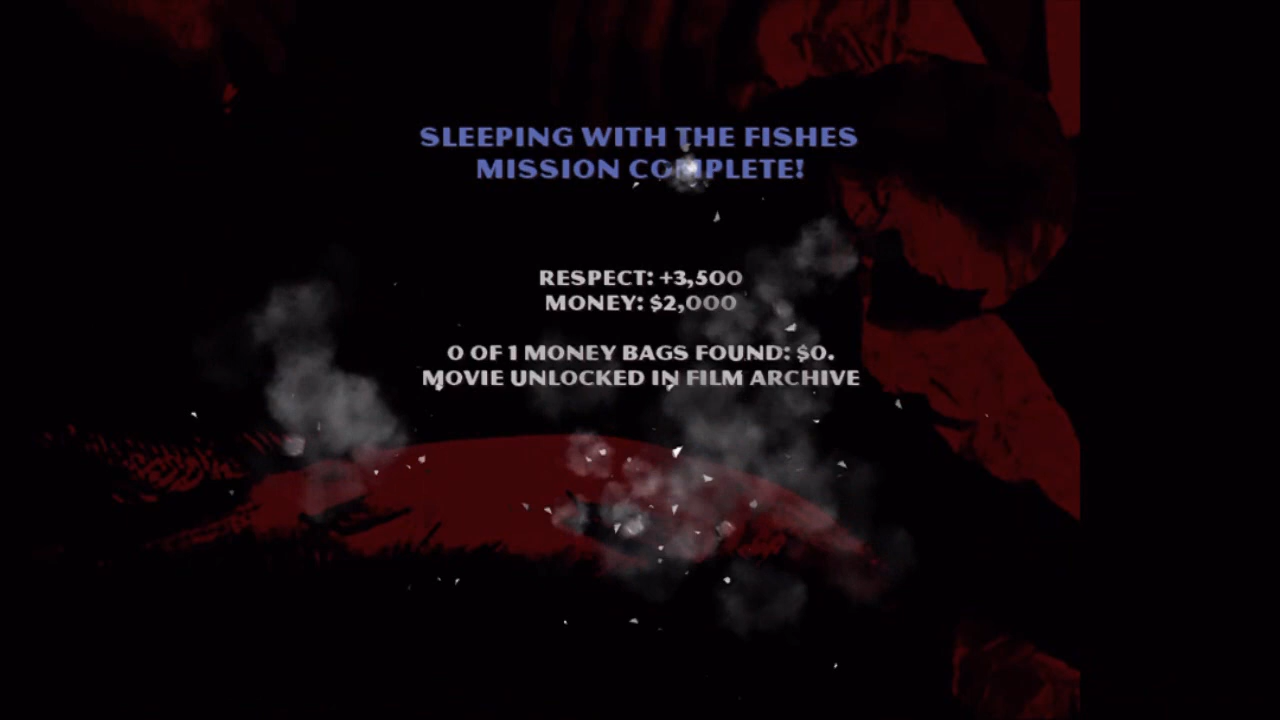 SLEEPING WITH THE FISHES
MISSION COMPLETE!
RESPECT: +3,500
MONEY: $2,000
0 OF 1 MONEY BAGS FOUND: $0.
MOVIE UNLOCKED IN FILM ARCHIVE